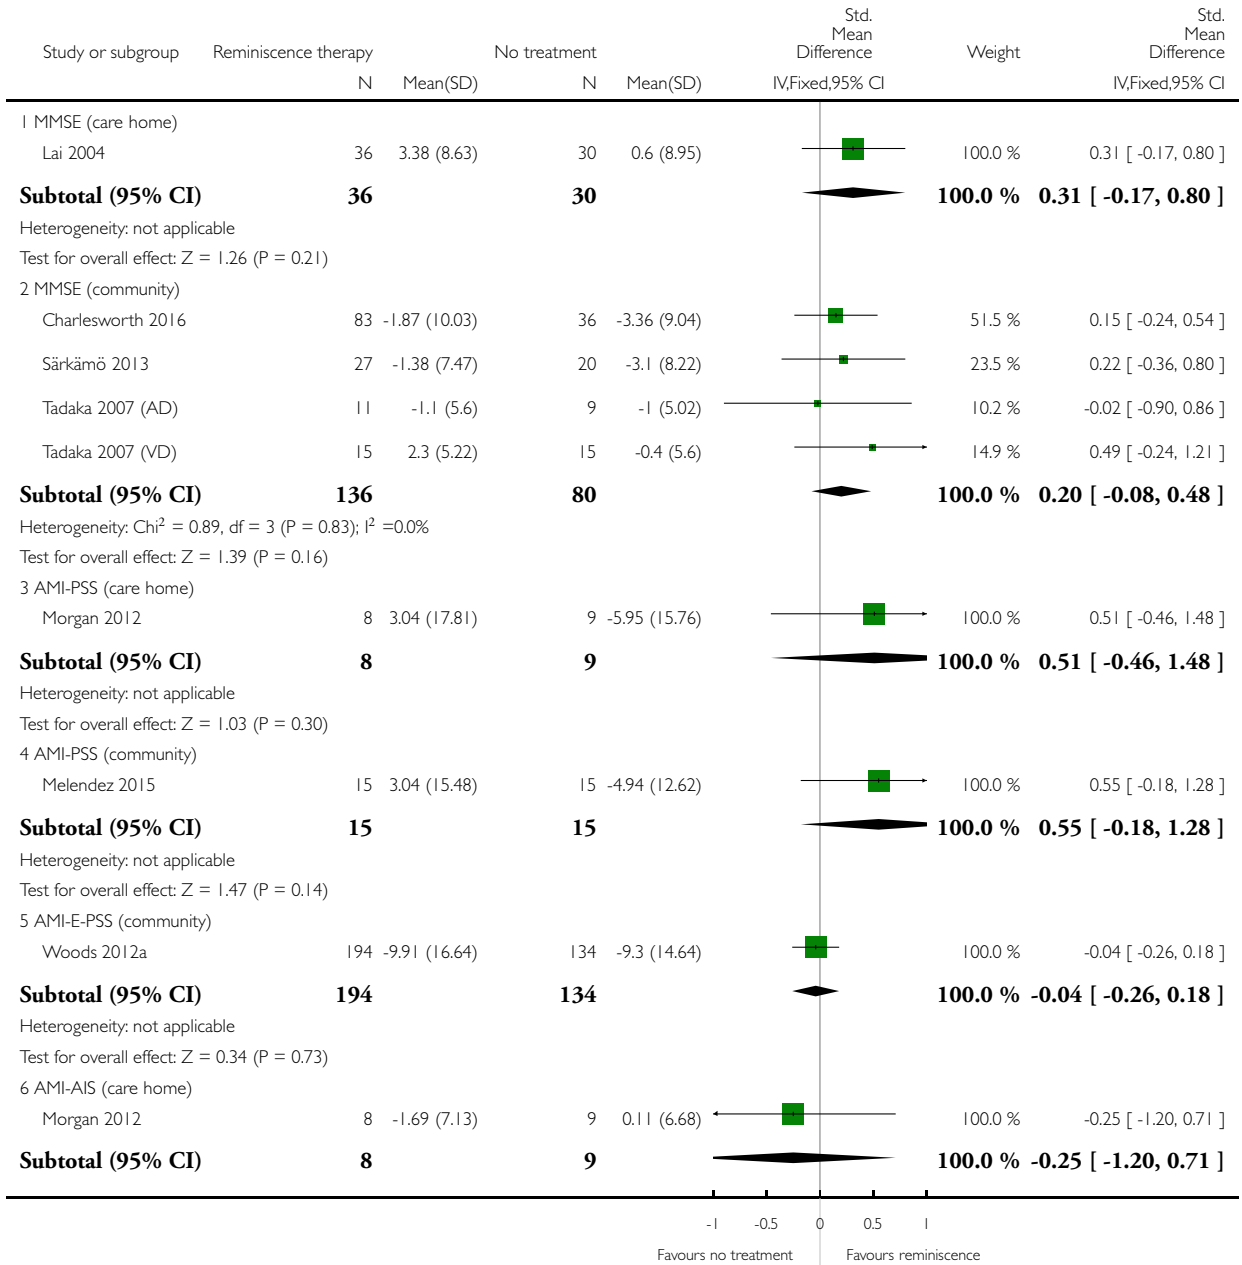 Std. Mean Difference Std. Mean Difference
Study or subgroup Reminiscence therapy No treatment Weight
N Mean(SD) N Mean(SD) IV,Fixed,95% CI IV,Fixed,95% CI
1 MMSE (care home)
Lai 2004 36 3.38 (8.63) 30 0.6 (8.95) 100.0 % 0.31 [ -0.17, 0.80 ]
Subtotal (95% CI) 36 30 100.0 % 0.31 [ -0.17, 0.80 ]
Heterogeneity: not applicable
Test for overall effect: Z = 1.26 (P = 0.21)
2 MMSE (community)
Charlesworth 2016 83 -1.87 (10.03) 36 -3.36 (9.04) 51.5 % 0.15 [ -0.24, 0.54 ]
Särkämö 2013 27 -1.38 (7.47) 20 -3.1 (8.22) 23.5 % 0.22 [ -0.36, 0.80 ]
Tadaka 2007 (AD) 11 -1.1 (5.6) 9 -1 (5.02) 10.2 % -0.02 [ -0.90, 0.86 ]
Tadaka 2007 (VD) 15 2.3 (5.22) 15 -0.4 (5.6) 14.9 % 0.49 [ -0.24, 1.21 ]
Subtotal (95% CI) 136 80 100.0 % 0.20 [ -0.08, 0.48 ]
Heterogeneity: Chi² = 0.89, df = 3 (P = 0.83); I² =0.0%
Test for overall effect: Z = 1.39 (P = 0.16)
3 AMI-PSS (care home)
Morgan 2012 8 3.04 (17.81) 9 -5.95 (15.76) 100.0 % 0.51 [ -0.46, 1.48 ]
Subtotal (95% CI) 8 9 100.0 % 0.51 [ -0.46, 1.48 ]
Heterogeneity: not applicable
Test for overall effect: Z = 1.03 (P = 0.30)
4 AMI-PSS (community)
Melendez 2015 15 3.04 (15.48) 15 -4.94 (12.62) 100.0 % 0.55 [ -0.18, 1.28 ]
Subtotal (95% CI) 15 15 100.0 % 0.55 [ -0.18, 1.28 ]
Heterogeneity: not applicable
Test for overall effect: Z = 1.47 (P = 0.14)
5 AMI-E-PSS (community)
Woods 2012a 194 -9.91 (16.64) 134 -9.3 (14.64) 100.0 % -0.04 [ -0.26, 0.18 ]
Subtotal (95% CI) 194 134 100.0 % -0.04 [ -0.26, 0.18 ]
Heterogeneity: not applicable
Test for overall effect: Z = 0.34 (P = 0.73)
6 AMI-AIS (care home)
Morgan 2012 8 -1.69 (7.13) 9 0.11 (6.68) 100.0 % -0.25 [ -1.20, 0.71 ]
Subtotal (95% CI) 8 9 100.0 % -0.25 [ -1.20, 0.71 ]
-1 -0.5 0 0.5 1
Favours no treatment Favours reminiscence